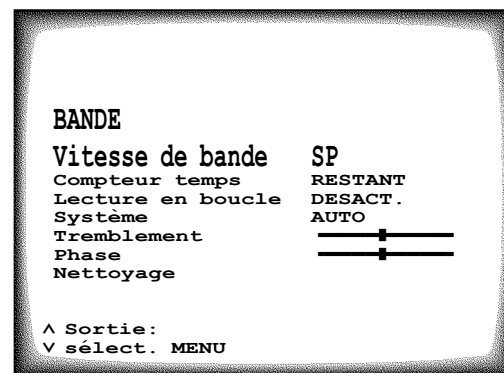 BANDE
Vitesse de bande SP
Compteur temps RESTANT
Lecture en boucle DESACT.
Système AUTO
Tremblement
Phase
Nettoyage
∧ Sortie:
∨ sélect. MENU